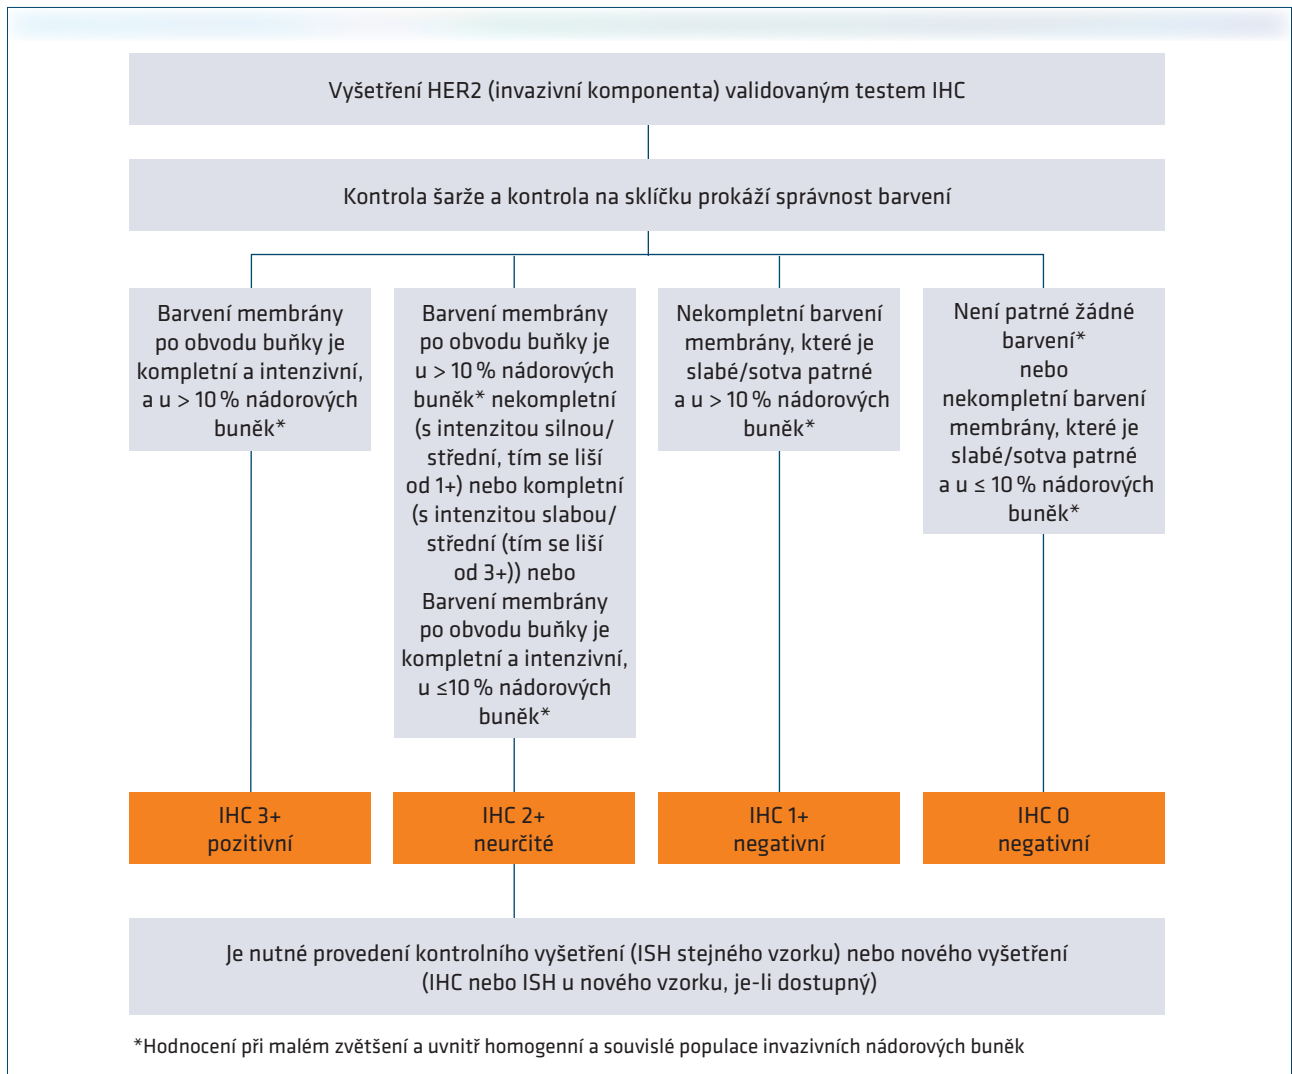 Vyšetření HER2 (invazivní komponenta) validovaným testem IHC
Kontrola šarže a kontrola na sklíčku prokáží správnost barvení
Barvení membrány
po obvodu buňky je
kompletní a intenzivní,
a u > 10 % nádorových
buněk*
Barvení membrány
po obvodu buňky je
u > 10 % nádorových
buněk* nekompletní
(s intenzitou silnou/
střední, tím se liší
od 1+) nebo kompletní
(s intenzitou slabou/
střední (tím se liší
od 3+)) nebo
Barvení membrány
po obvodu buňky je
kompletní a intenzivní,
u ≤10 % nádorových
buněk*
Nekompletní barvení
membrány, které je
slabé/sotva patrné
a u > 10 % nádorových
buněk*
Není patrné žádné
barvení*
nebo
nekompletní barvení
membrány, které je
slabé/sotva patrné
a u ≤ 10 % nádorových
buněk*
IHC 3+
pozitivní
IHC 2+
neurčité
IHC 1+
negativní
IHC 0
negativní
Je nutné provedení kontrolního vyšetření (ISH stejného vzorku) nebo nového vyšetření
(IHC nebo ISH u nového vzorku, je-li dostupný)
*Hodnocení při malém zvětšení a uvnitř homogenní a souvislé populace invazivních nádorových buněk